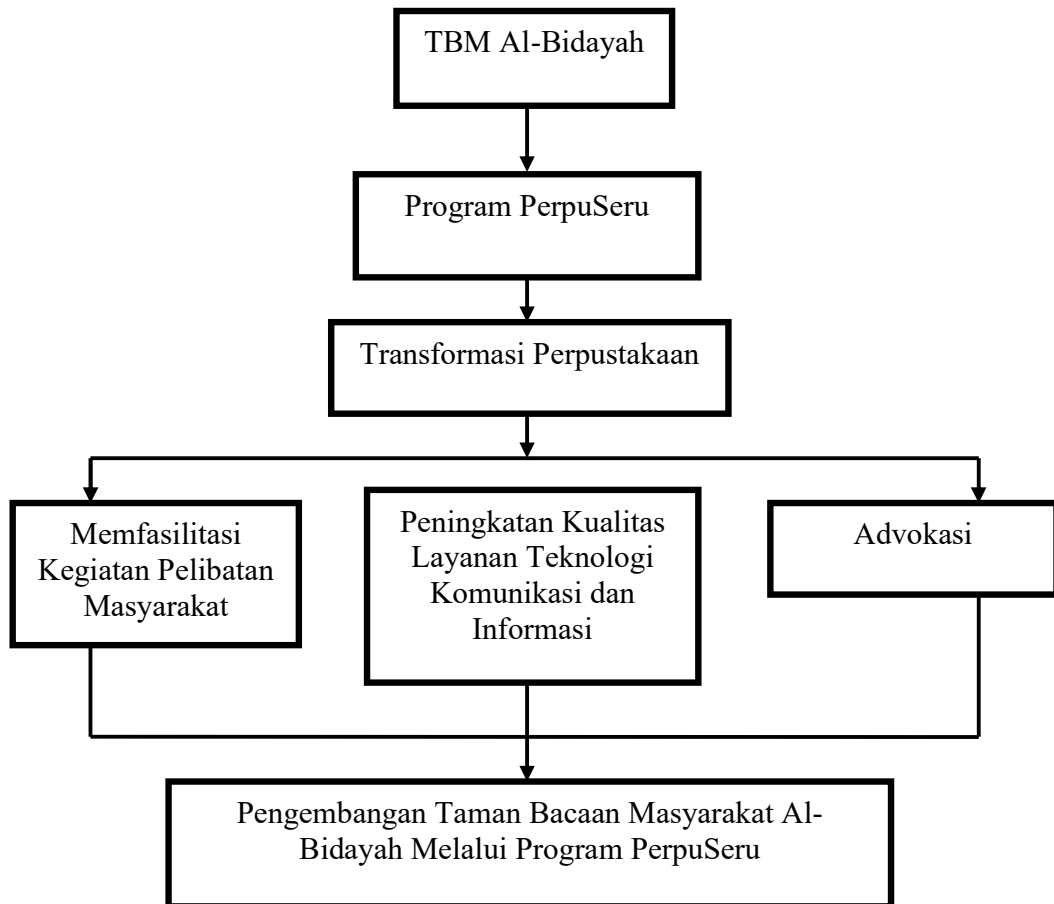 TBM Al-Bidayah
Program PerpuSeru
Transformasi Perpustakaan
Memfasilitasi
Kegiatan Pelibatan
Masyarakat
Peningkatan Kualitas
Layanan Teknologi
Komunikasi dan
Informasi
Advokasi
Pengembangan Taman Bacaan Masyarakat Al-
Bidayah Melalui Program PerpuSeru